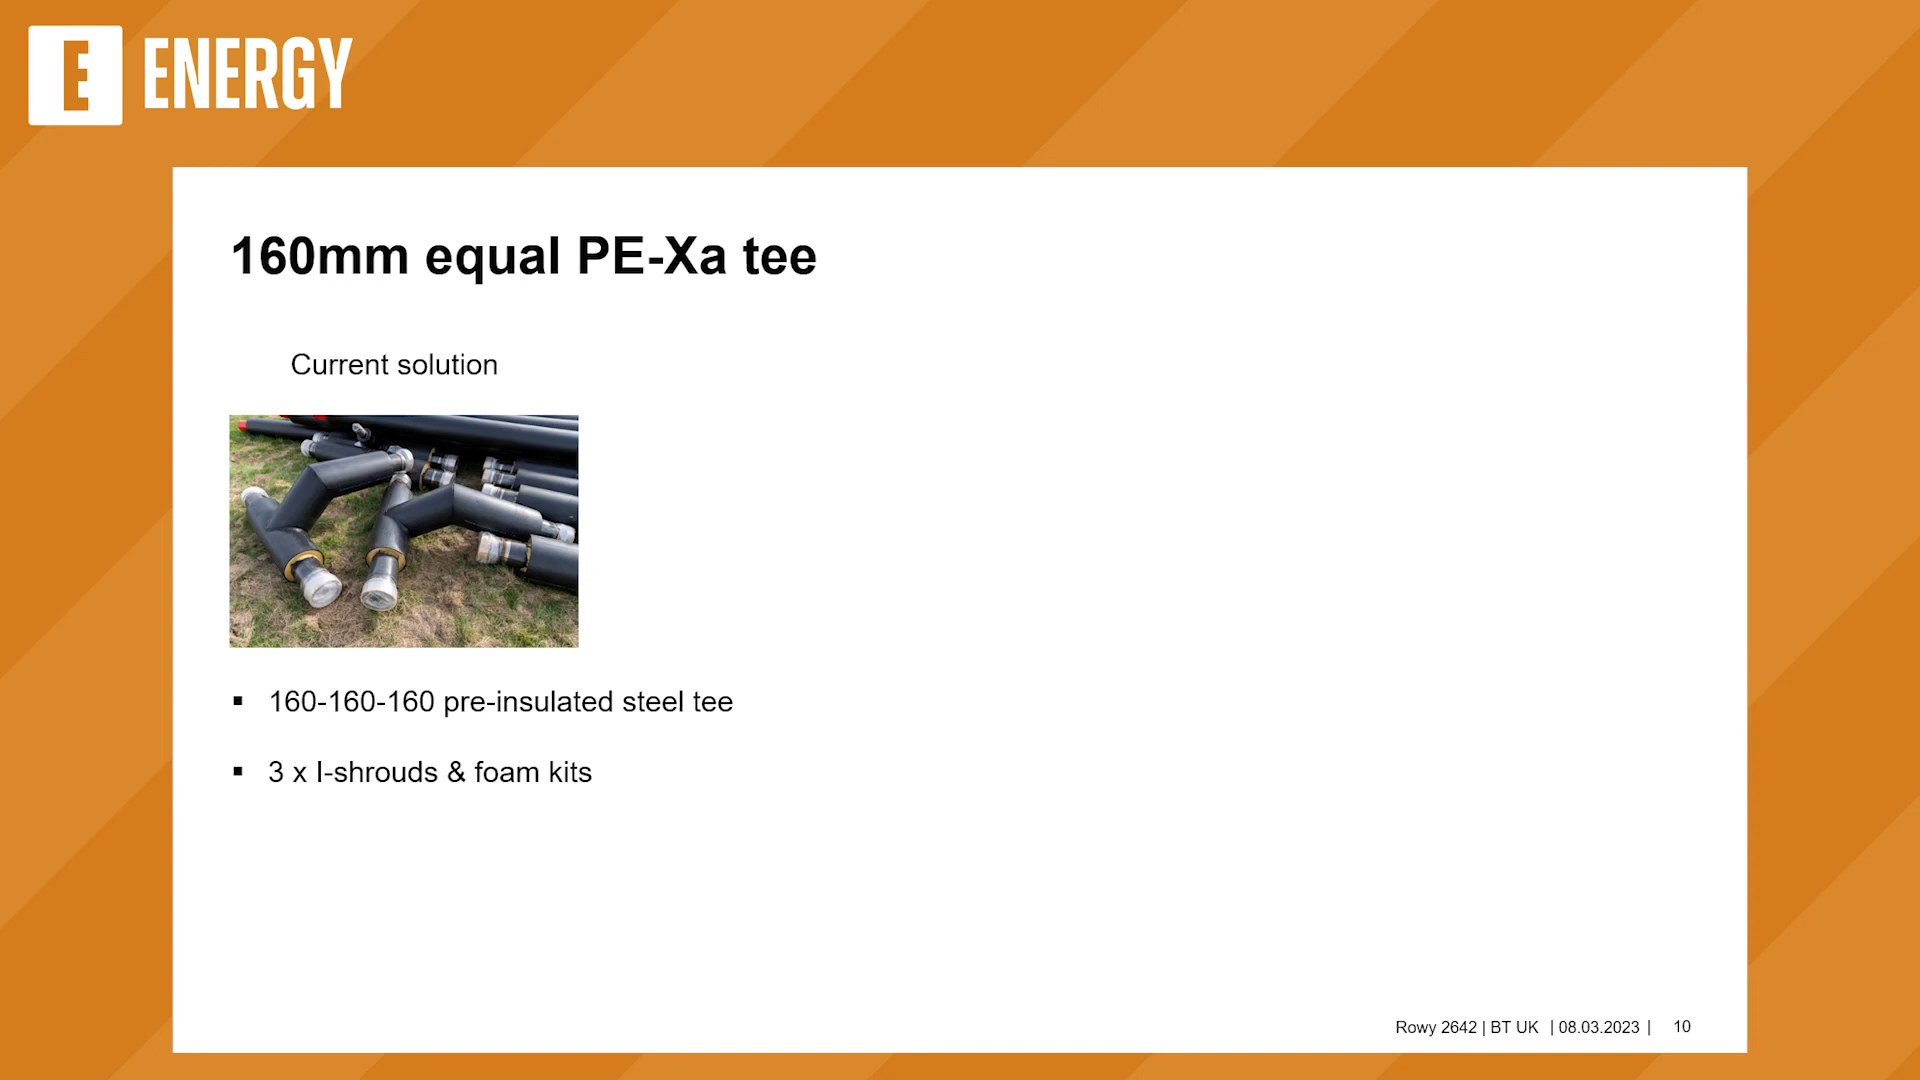 E ENERGY
160mm equal PE-Xa tee
Current solution
▪ 160-160-160 pre-insulated steel tee
▪ 3 x I-shrouds & foam kits
Rowy 2642 | BT UK | 08.03.2023 | 10